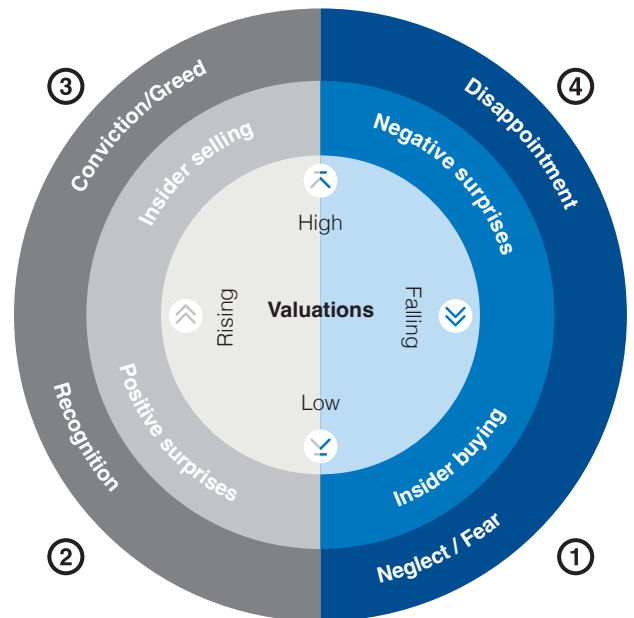 3
Conviction/Greed
4
Disappointment
Insider selling
Negative surprises
High
Rising
Valuations
Falling
Low
Positive surprises
Insider buying
Recognition
Neglect / Fear
2
1